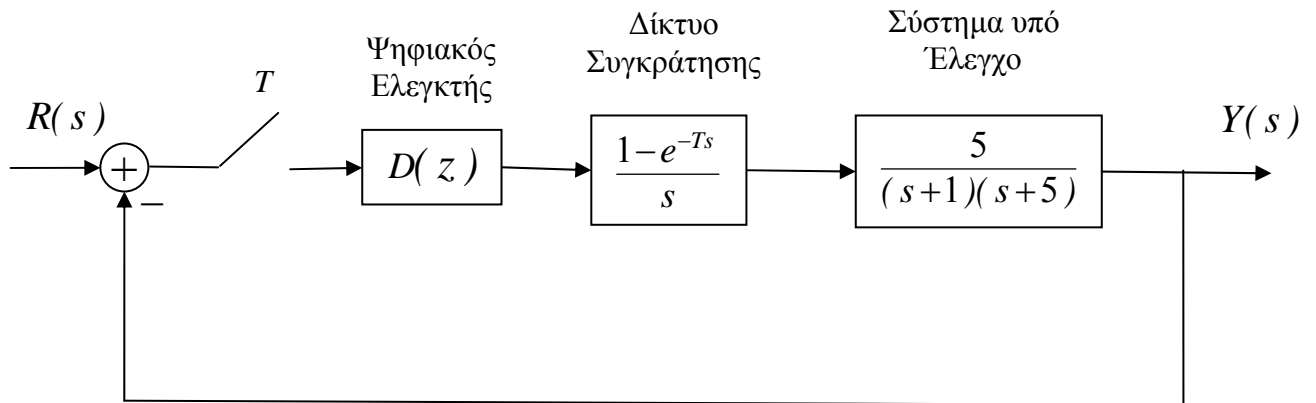 Ψηφιακός
Ελεγκτής
Δίκτυο
Συγκράτησης
Σύστημα υπό
Έλεγχο
R( s )
T
Y( s )
+
−
D( z )
1−e^{−Ts}
s
5
( s+1)( s+5)